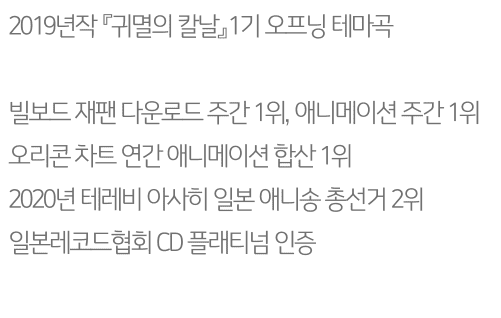 2019년작 『귀멸의 칼날』 1기 오프닝 테마곡
빌보드 재팬 다운로드 주간 1위, 애니메이션 주간 1위
오리콘 차트 연간 애니메이션 합산 1위
2020년 테레비 아사히 일본 애니송 총선거 2위
일본레코드협회 CD 플래티넘 인증